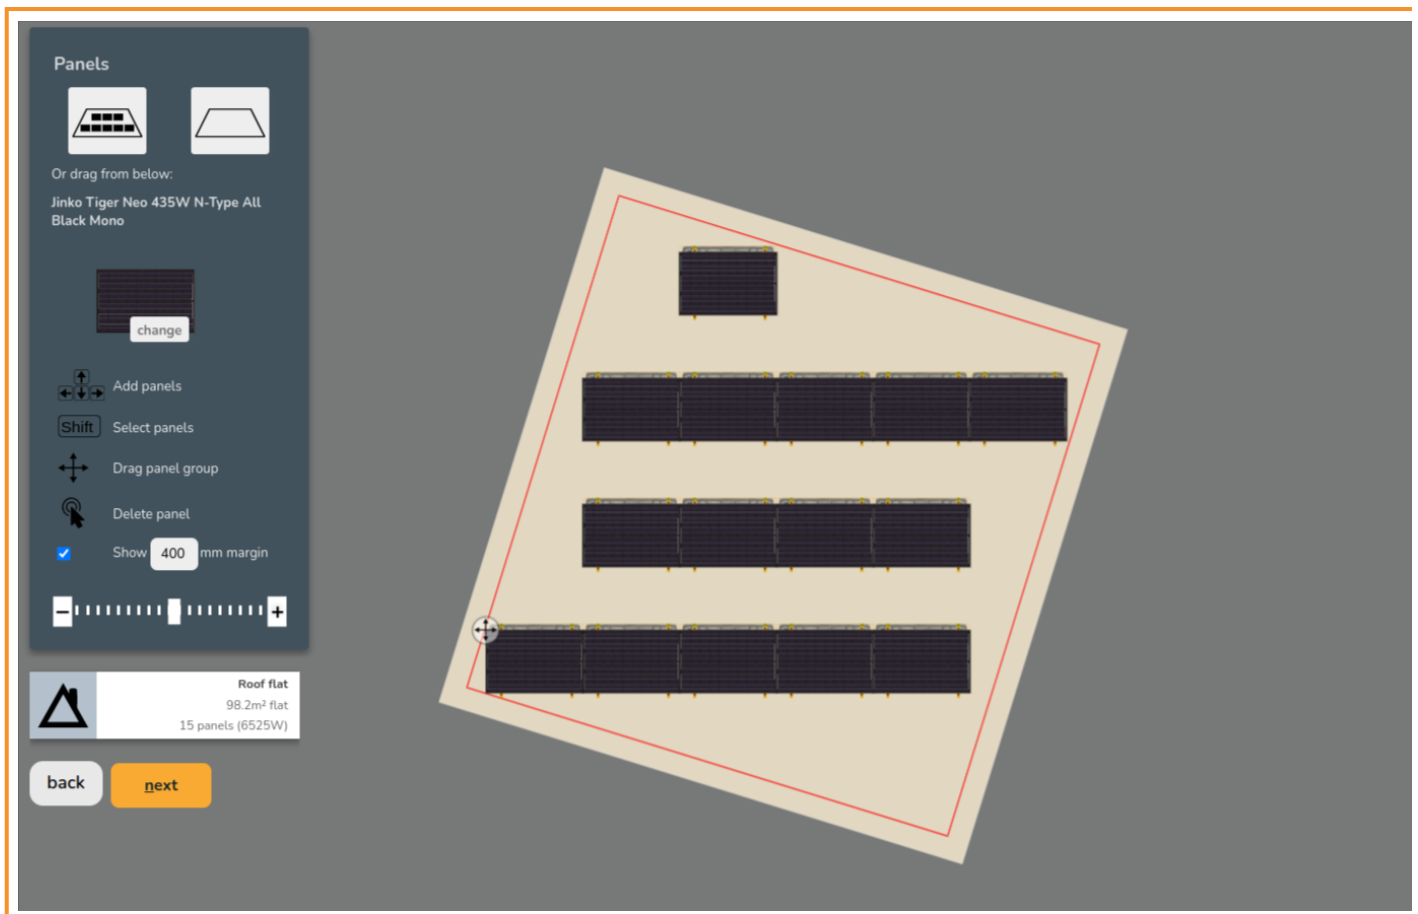 Panels
Or drag from below:
Jinko Tiger Neo 435W N-Type All
Black Mono
change
Add panels
Shift
Select panels
Drag panel group
Delete panel
Show 400 mm margin
Roof flat
98.2m² flat
15 panels (6525W)
back
next